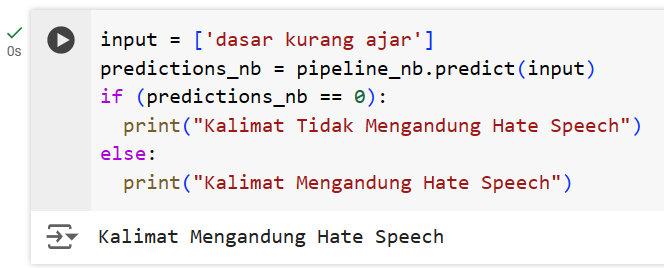 input = ['dasar kurang ajar']
predictions_nb = pipeline_nb.predict(input)
if (predictions_nb == 0):
  print("Kalimat Tidak Mengandung Hate Speech")
else:
  print("Kalimat Mengandung Hate Speech")
0s
Kalimat Mengandung Hate Speech